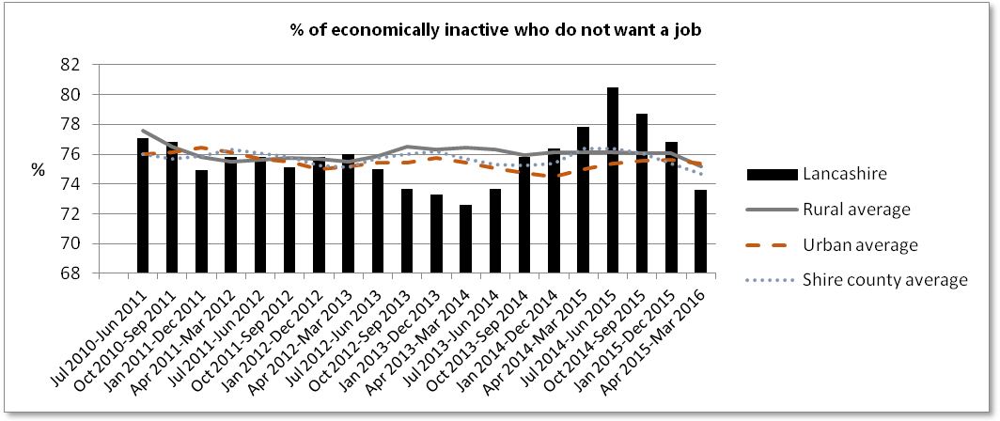 % of economically inactive who do not want a job
82
80
78
76
74
72
70
68
%
Jul 2010-Jun 2011
Oct 2010-Sep 2011
Jan 2011-Dec 2011
Apr 2011-Mar 2012
Jul 2011-Jun 2012
Oct 2011-Sep 2012
Jan 2012-Dec 2012
Apr 2012-Mar 2013
Jul 2012-Jun 2013
Oct 2012-Sep 2013
Jan 2013-Dec 2013
Apr 2013-Mar 2014
Jul 2013-Jun 2014
Oct 2013-Sep 2014
Jan 2014-Dec 2014
Apr 2014-Mar 2015
Jul 2014-Jun 2015
Oct 2014-Sep 2015
Jan 2015-Dec 2015
Apr 2015-Mar 2016
Lancashire
Rural average
Urban average
Shire county average